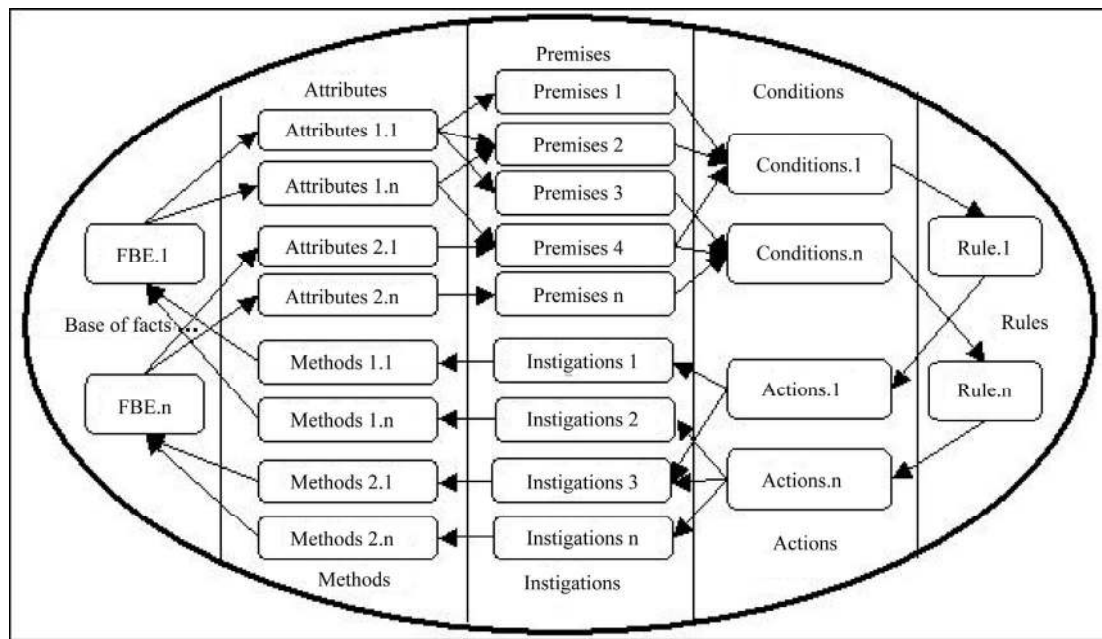 Premises
Attributes
Conditions
Premises 1
Attributes 1.1
Premises 2
Conditions.1
Attributes 1.n
Premises 3
FBE.1
Attributes 2.1
Premises 4
Conditions.n
Rule.1
Attributes 2.n
Premises n
Base of facts ...
Rules
Methods 1.1
Instigations 1
FBE.n
Actions.1
Rule.n
Methods 1.n
Instigations 2
Methods 2.1
Instigations 3
Actions.n
Methods 2.n
Instigations n
Actions
Methods
Instigations